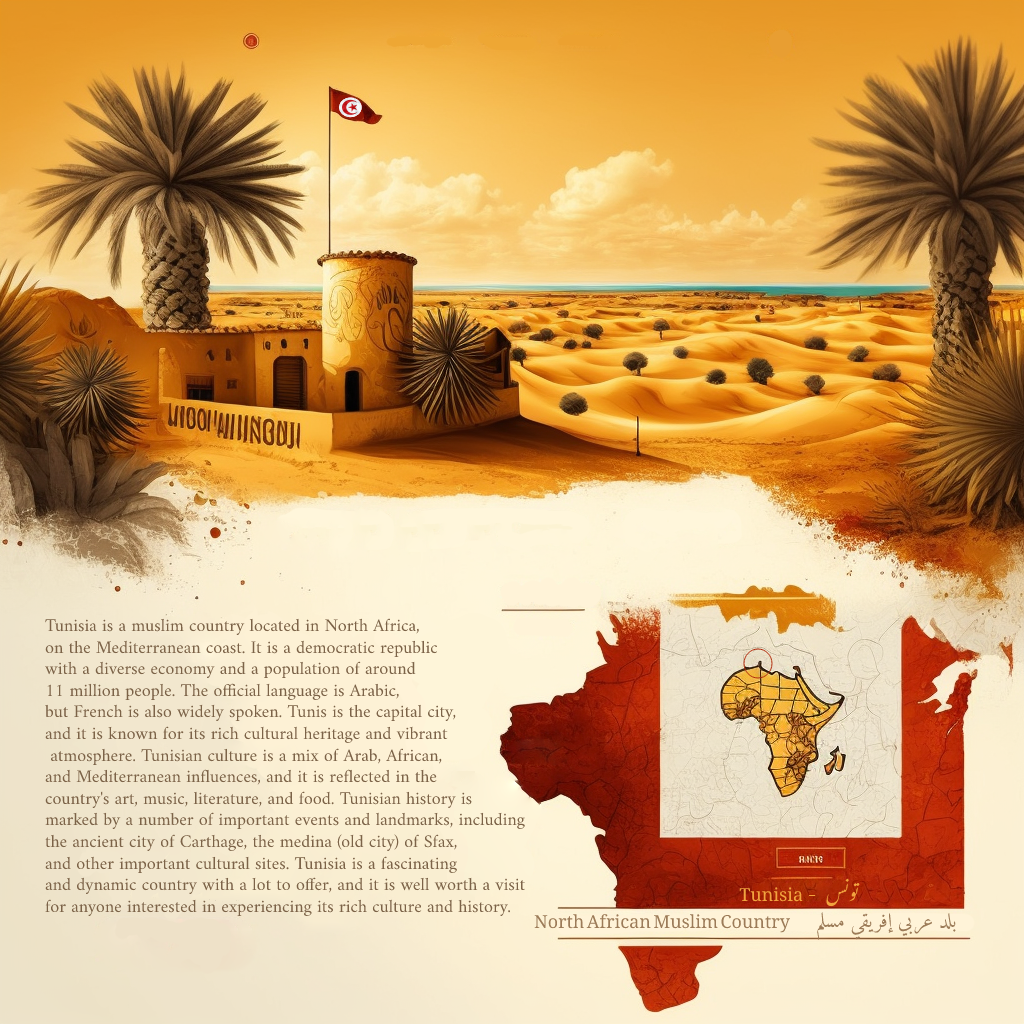 Tunisia is a muslim country located in North Africa,
on the Mediterranean coast. It is a democratic republic
with a diverse economy and a population of around
11 million people. The official language is Arabic,
but French is also widely spoken. Tunis is the capital city,
and it is known for its rich cultural heritage and vibrant
atmosphere. Tunisian culture is a mix of Arab, African,
and Mediterranean influences, and it is reflected in the
country's art, music, literature, and food. Tunisian history is
marked by a number of important events and landmarks, including
the ancient city of Carthage, the medina (old city) of Sfax,
and other important cultural sites. Tunisia is a fascinating
and dynamic country with a lot to offer, and it is well worth a visit
for anyone interested in experiencing its rich culture and history.
Tunisia - تونس
North African Muslim Country بلد عربي إفريقي مسلم